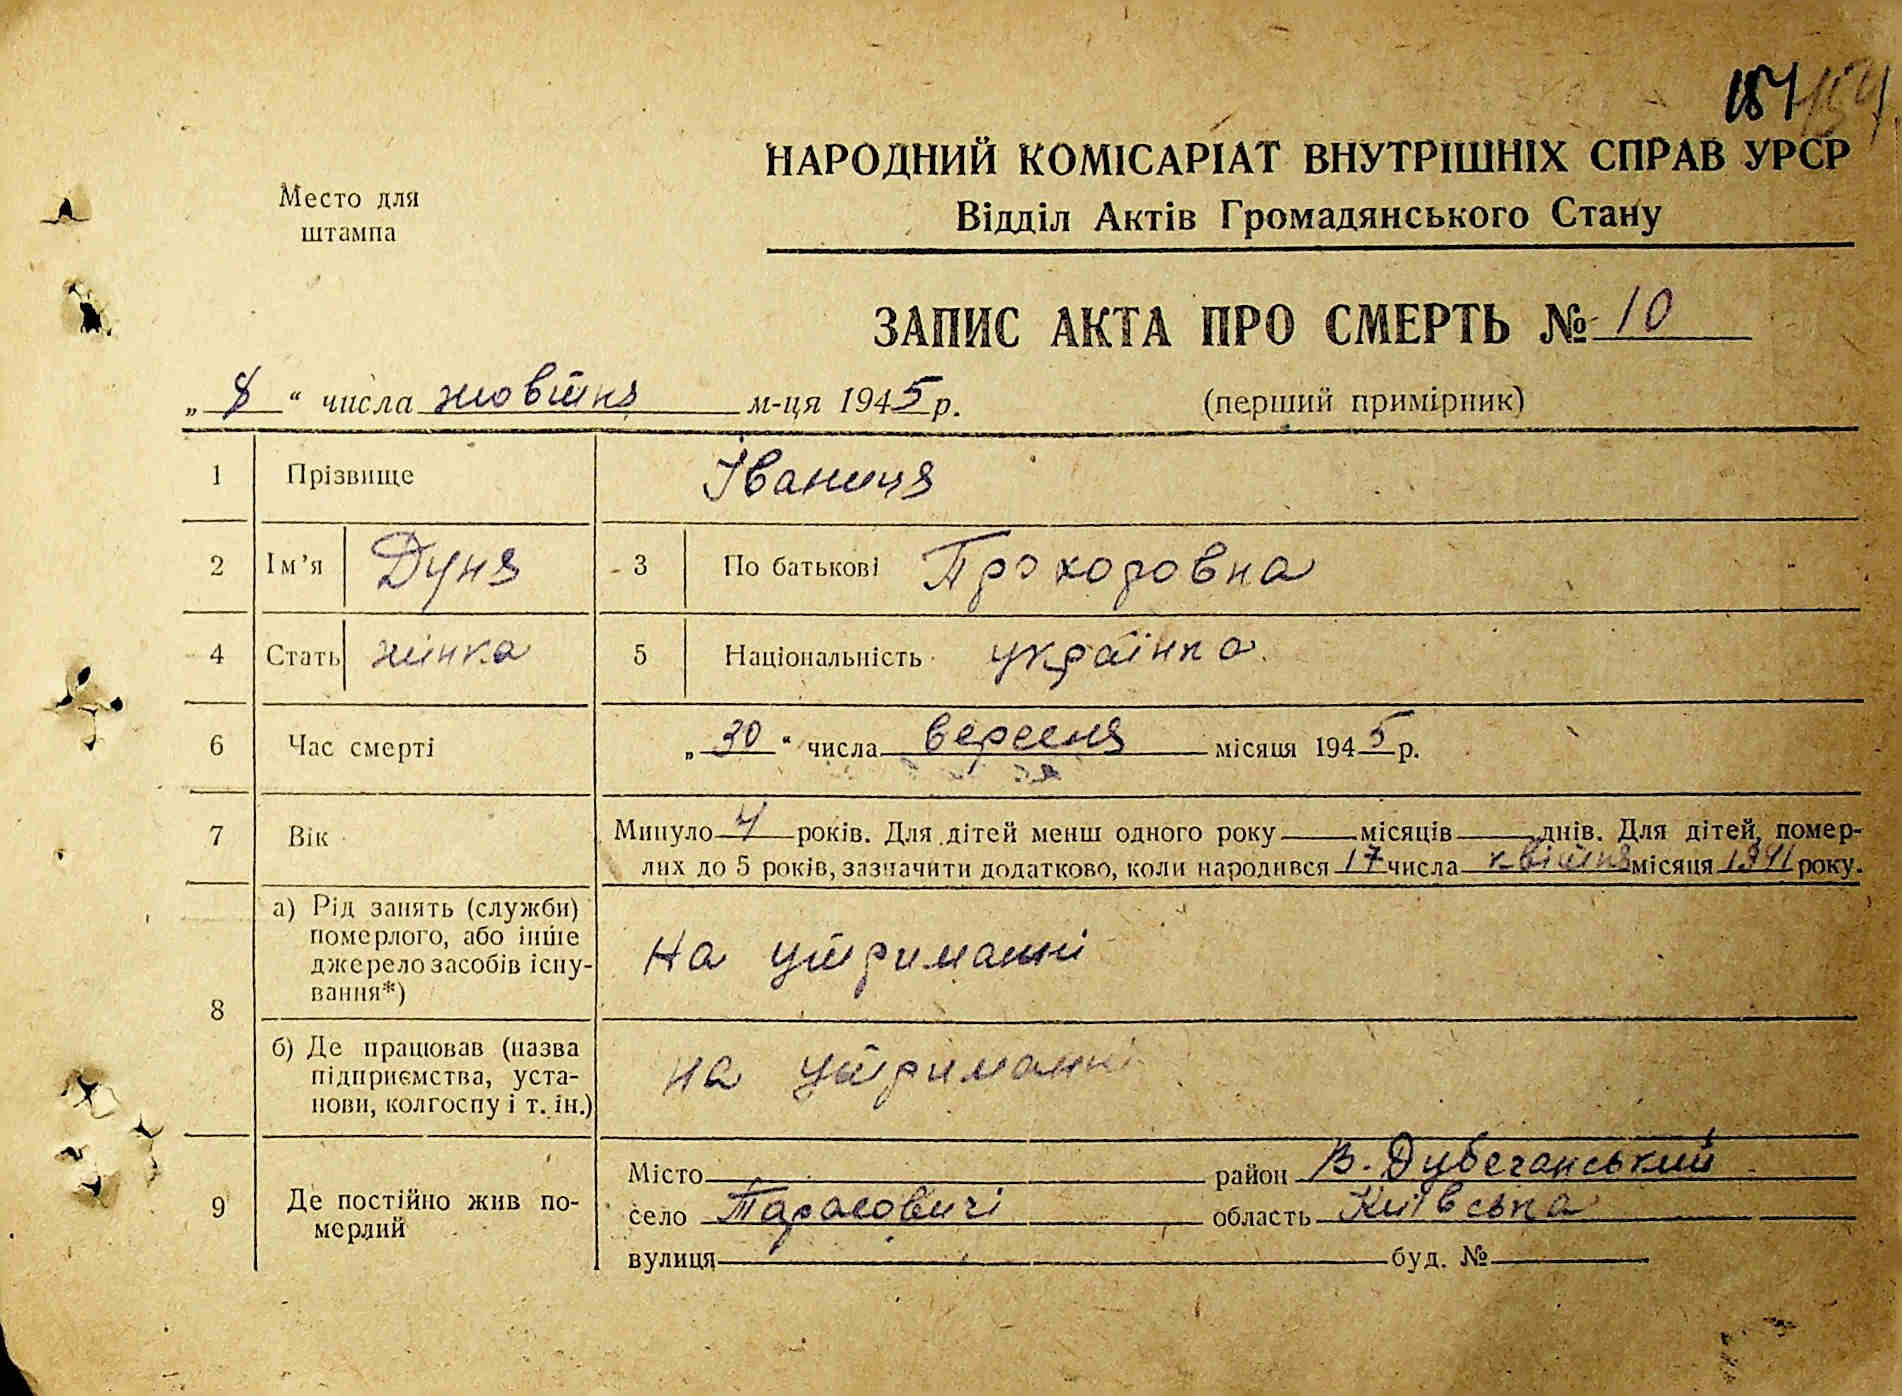 184
НАРОДНИЙ КОМІСАРІАТ ВНУТРІШНІХ СПРАВ УРСР
Відділ Актів Громадянського Стану
Место для
штампа
ЗАПИС АКТА ПРО СМЕРТЬ № 10
„ 8 “ числа жовтня м-ця 1945 р. (перший примірник)
1 Прізвище Іваниця
2 Ім’я Дуня 3 По батькові Прохоровна
4 Стать жінка 5 Національність українка
6 Час смерті „ 30 “ числа вересня місяця 1945 р.
7 Вік Минуло 4 років. Для дітей менш одного року місяців днів. Для дітей, помер-
лих до 5 років, зазначити додатково, коли народився 17 числа квітня місяця 1941 року.
8 а) Рід занять (служби)
померлого, або інше
джерело засобів існу-
вання*)
На утриманні
б) Де працював (назва
підприємства, уста-
нови, колгоспу і т. ін.)
на утриманні
9 Де постійно жив по-
мерлий
Місто район В. Дубечанський
село Тарасовичі область Київська
вулиця буд. №